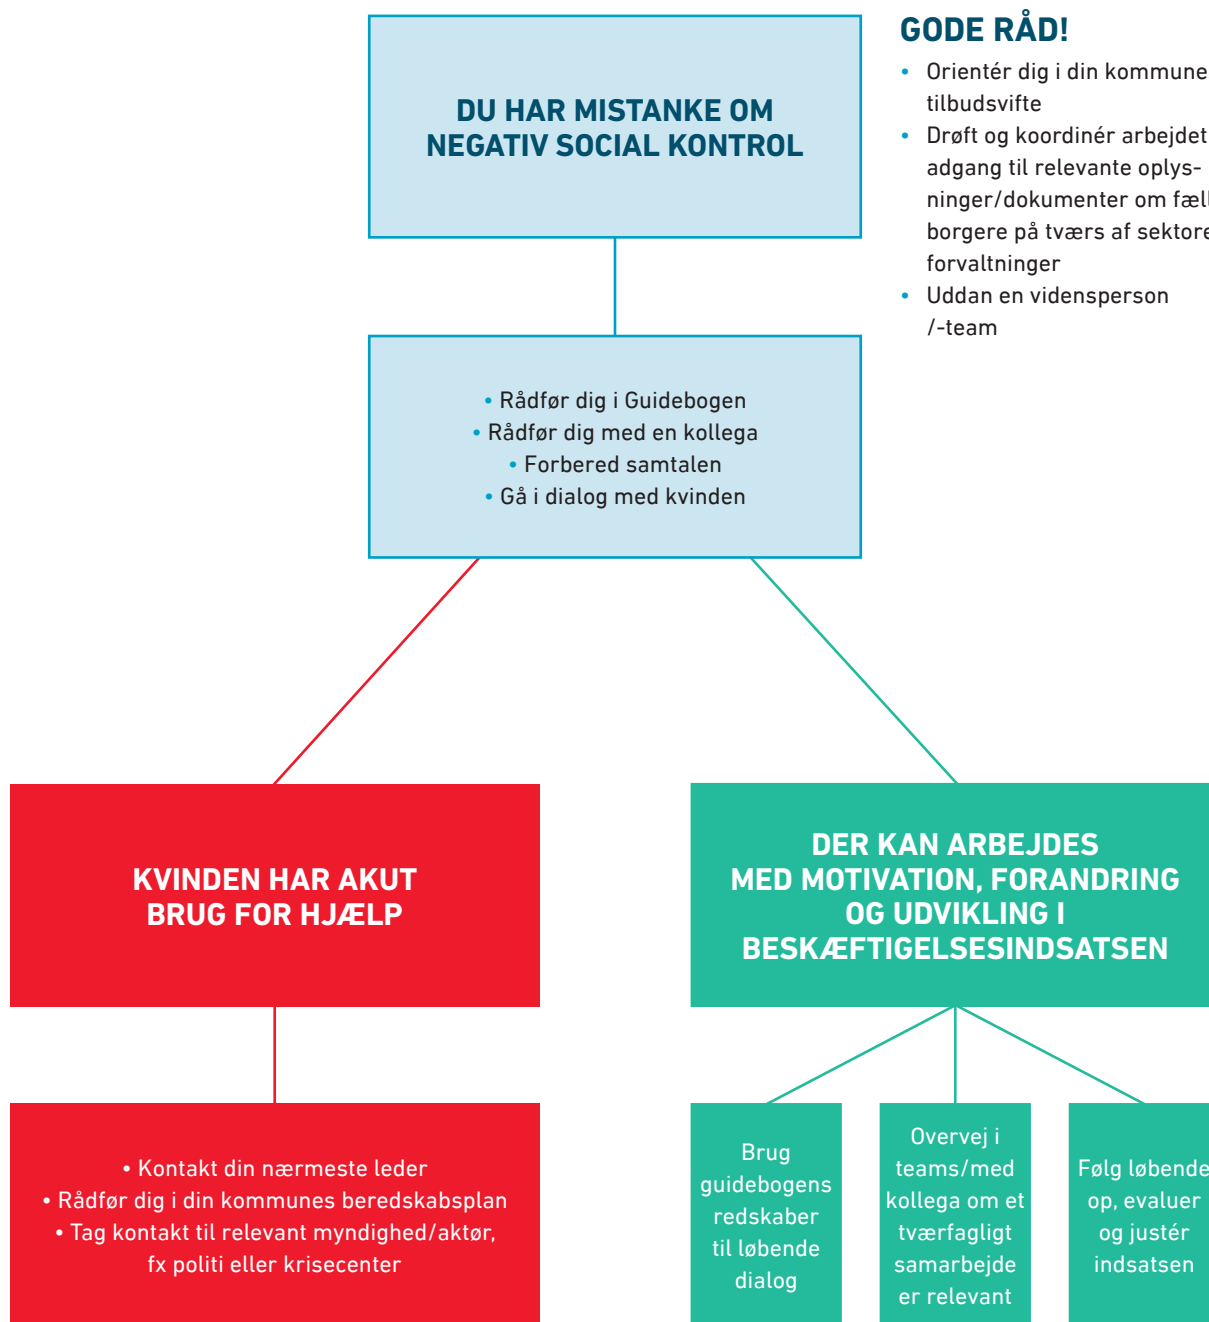 DU HAR MISTANKE OM
NEGATIV SOCIAL KONTROL
GODE RÅD!
• Orientér dig i din kommune
tilbudsvifte
• Drøft og koordinér arbejdet
adgang til relevante oplys-
ninger/dokumenter om fæll
borgere på tværs af sektore
forvaltninger
• Uddan en vidensperson
/-team
• Rådfør dig i Guidebogen
• Rådfør dig med en kollega
• Forbered samtalen
• Gå i dialog med kvinden
KVINDEN HAR AKUT
BRUG FOR HJÆLP
• Kontakt din nærmeste leder
• Rådfør dig i din kommunes beredskabsplan
• Tag kontakt til relevant myndighed/aktør,
fx politi eller krisecenter
DER KAN ARBEJDES
MED MOTIVATION, FORANDRING
OG UDVIKLING I
BESKÆFTIGELSESINDSATSEN
Brug
guidebogens
redskaber
til løbende
dialog
Overvej i
teams/med
kollega om et
tværfagligt
samarbejde
er relevant
Følg løbende
op, evaluer
og justér
indsatsen